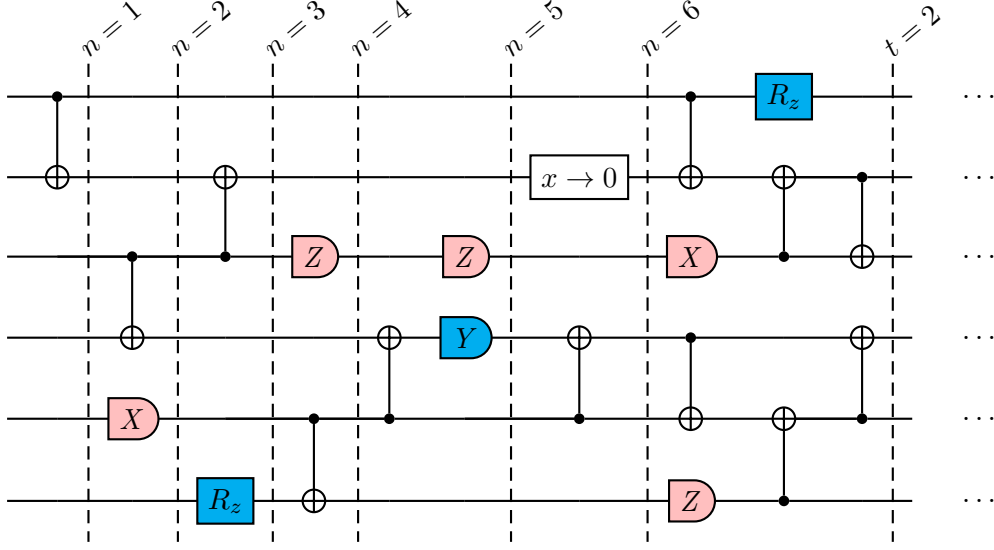 n = 1 n = 2 n = 3 n = 4 n = 5 n = 6 t = 2
R_z ...
x → 0 ...
Z Z X ...
Y ...
X ...
R_z Z ...